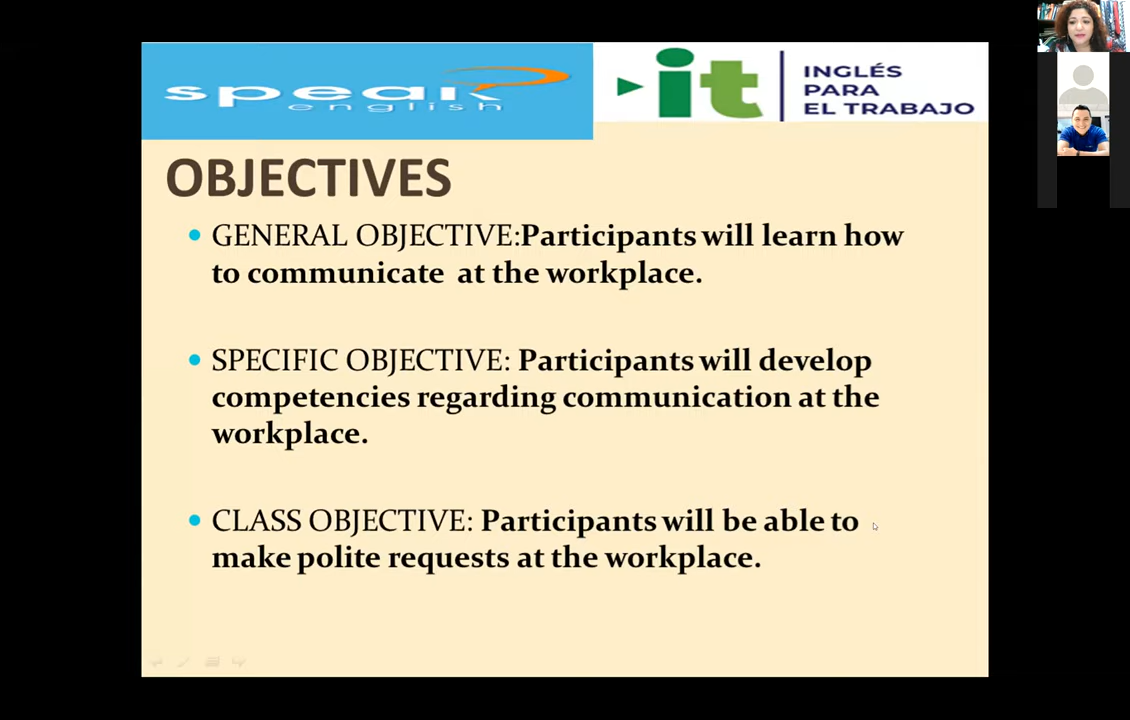 speak
english
it
INGLÉS
PARA
EL TRABAJO
OBJECTIVES
GENERAL OBJECTIVE:Participants will learn how
to communicate at the workplace.
SPECIFIC OBJECTIVE: Participants will develop
competencies regarding communication at the
workplace.
CLASS OBJECTIVE: Participants will be able to
make polite requests at the workplace.